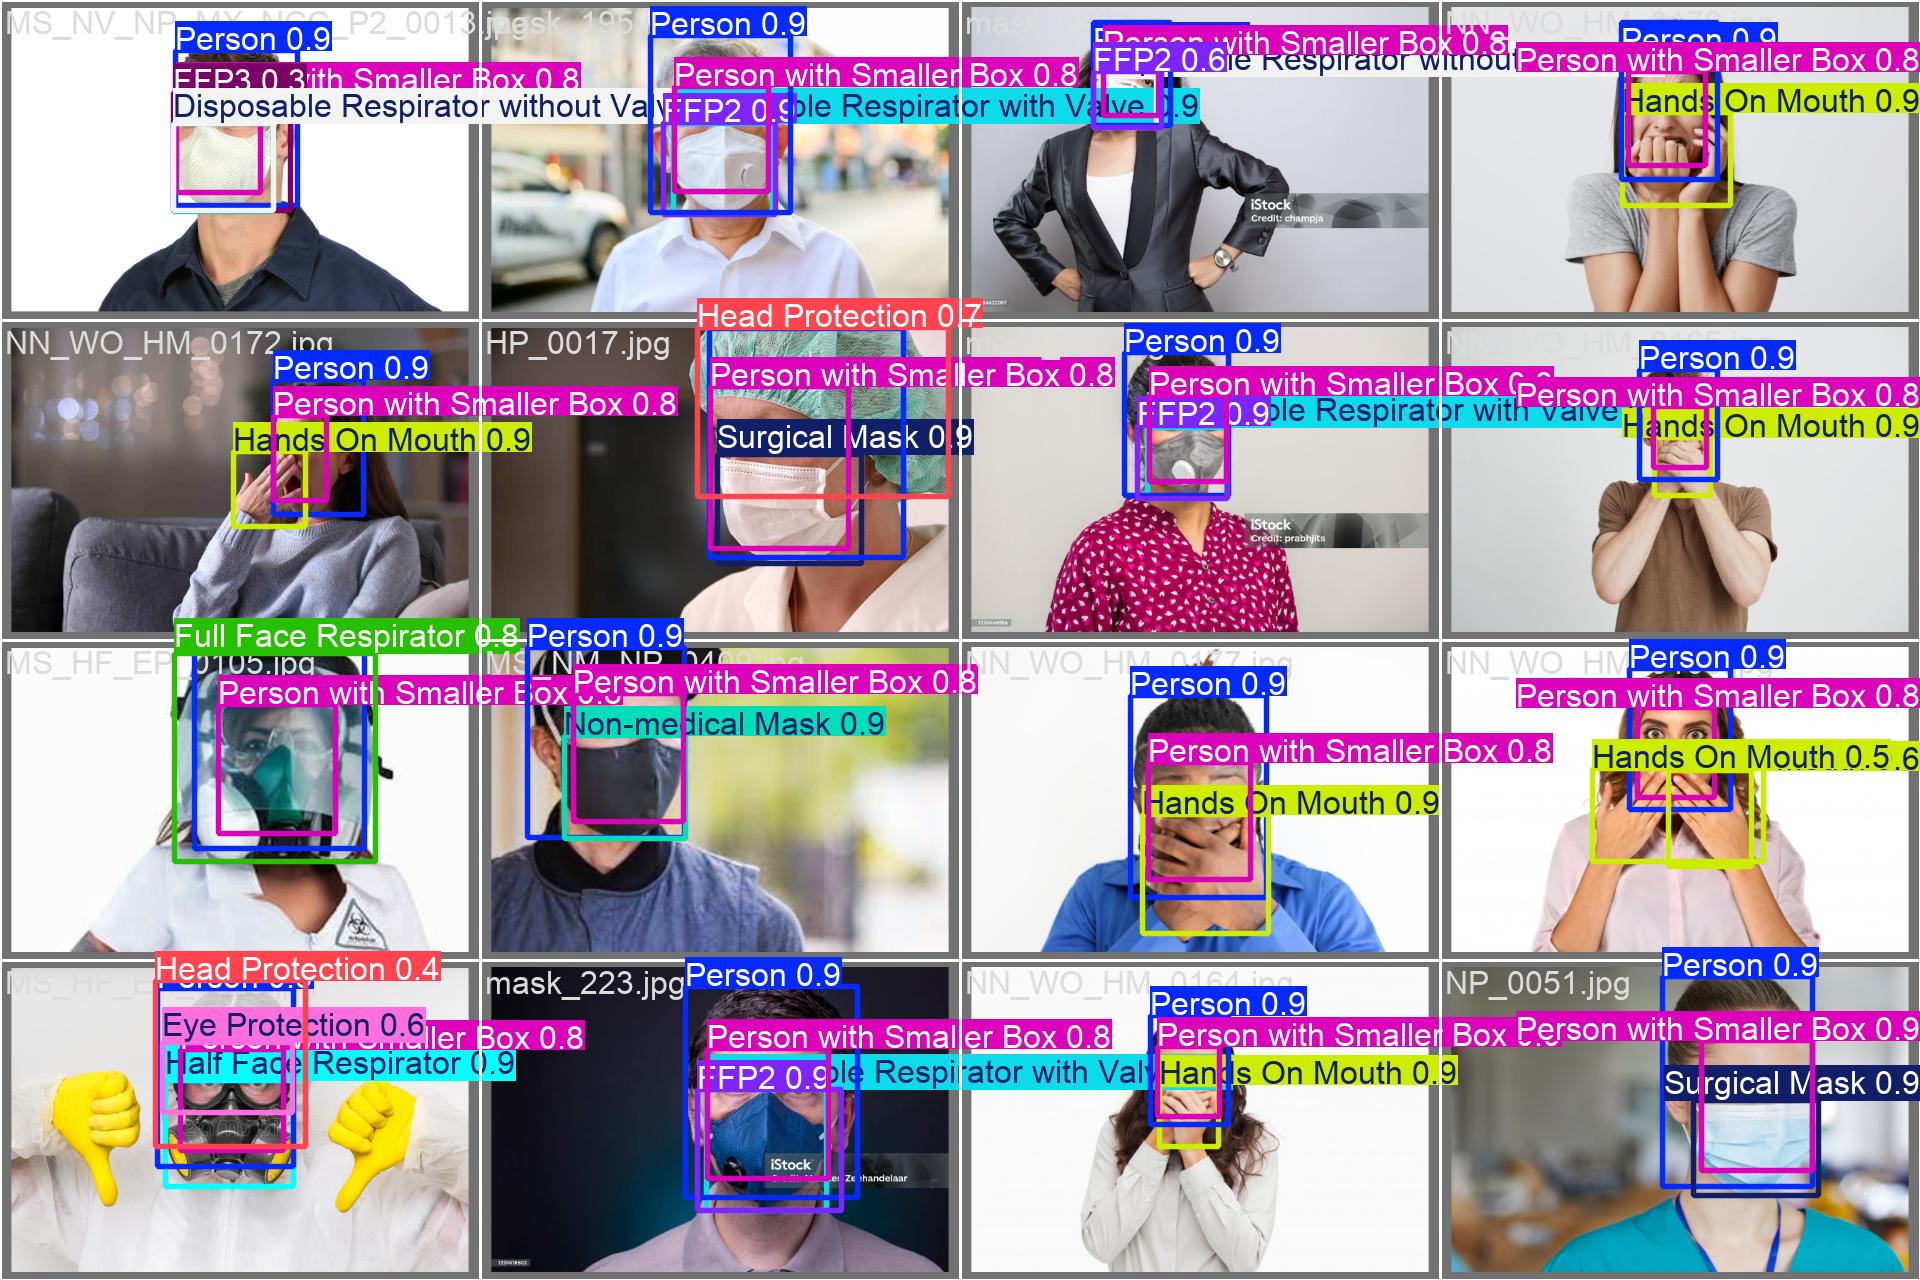 MS_NV_NP_MX_NCC_P2_0013.jpg
Person 0.9
FFP3 0.3
with Smaller Box 0.8
Disposable Respirator without Val
mask_195
Person 0.9
Person with Smaller Box 0.8
FFP2 0.9
ble Respirator with Valve 0.9
mask
Person with Smaller Box 0.8
FFP2 0.6
le Respirator without
iStock
Credit: champja
Person 0.9
Person with Smaller Box 0.8
Hands On Mouth 0.9
NN_WO_HM_0172.jpg
Person 0.9
Person with Smaller Box 0.8
Hands On Mouth 0.9
HP_0017.jpg
Head Protection 0.7
Person with Smaller Box 0.8
Surgical Mask 0.9
Person 0.9
Person with Smaller Box
FFP2 0.9
ble Respirator with Valve
iStock
Credit: prabhjits
Person 0.9
Person with Smaller Box 0.8
Hands On Mouth 0.9
MS_HF_EP_0105.jpg
Full Face Respirator 0.8
Person with Smaller Box
Person 0.9
Person with Smaller Box 0.8
Non-medical Mask 0.9
NN_WO_HM_0177.jpg
Person 0.9
Person with Smaller Box 0.8
Hands On Mouth 0.9
NN_WO_HM
Person 0.9
Person with Smaller Box 0.8
Hands On Mouth 0.5
MS_HF_E
Head Protection 0.4
Eye Protection 0.6
ller Box 0.8
Half Face Respirator 0.9
mask_223.jpg
Person 0.9
Person with Smaller Box 0.8
FFP2 0.9
ble Respirator with Val
iStock
NN_WO_HM_0164.jpg
Person 0.9
Person with Smaller Box
Hands On Mouth 0.9
NP_0051.jpg
Person 0.9
Person with Smaller Box 0.9
Surgical Mask 0.9